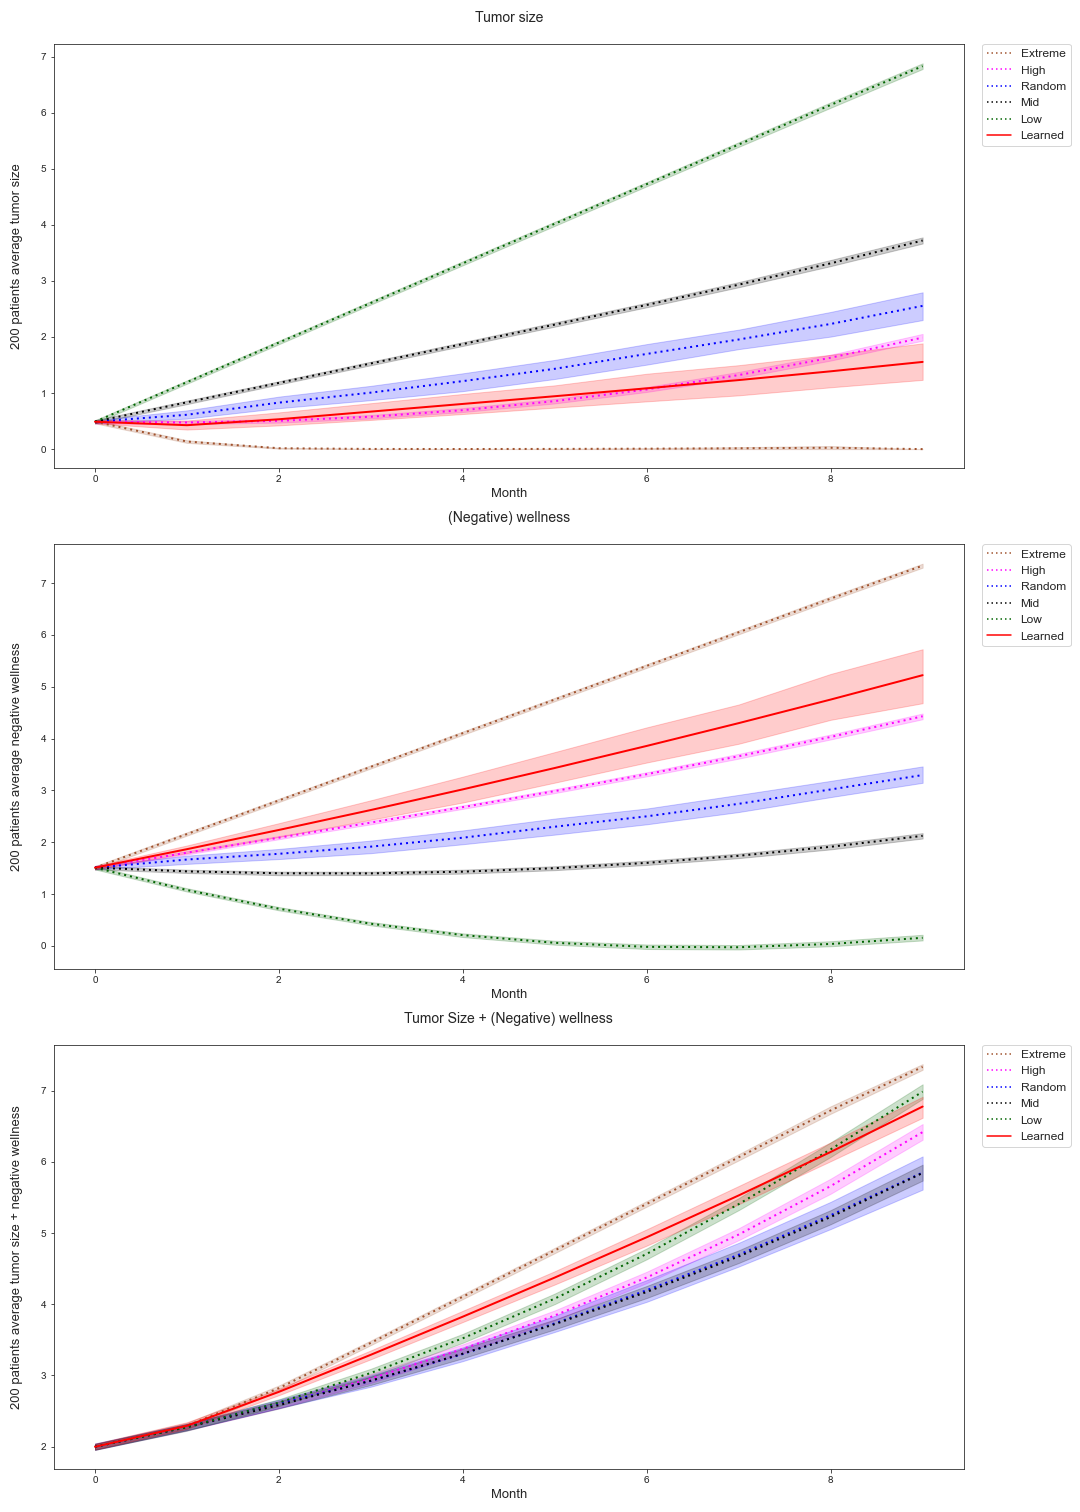 Tumor size
7
6
5
4
3
2
1
0
200 patients average tumor size
0 2 4 6 8
Month
Extreme
High
Random
Mid
Low
Learned
(Negative) wellness
7
6
5
4
3
2
1
0
200 patients average negative wellness
0 2 4 6 8
Month
Extreme
High
Random
Mid
Low
Learned
Tumor Size + (Negative) wellness
7
6
5
4
3
2
200 patients average tumor size + negative wellness
0 2 4 6 8
Month
Extreme
High
Random
Mid
Low
Learned